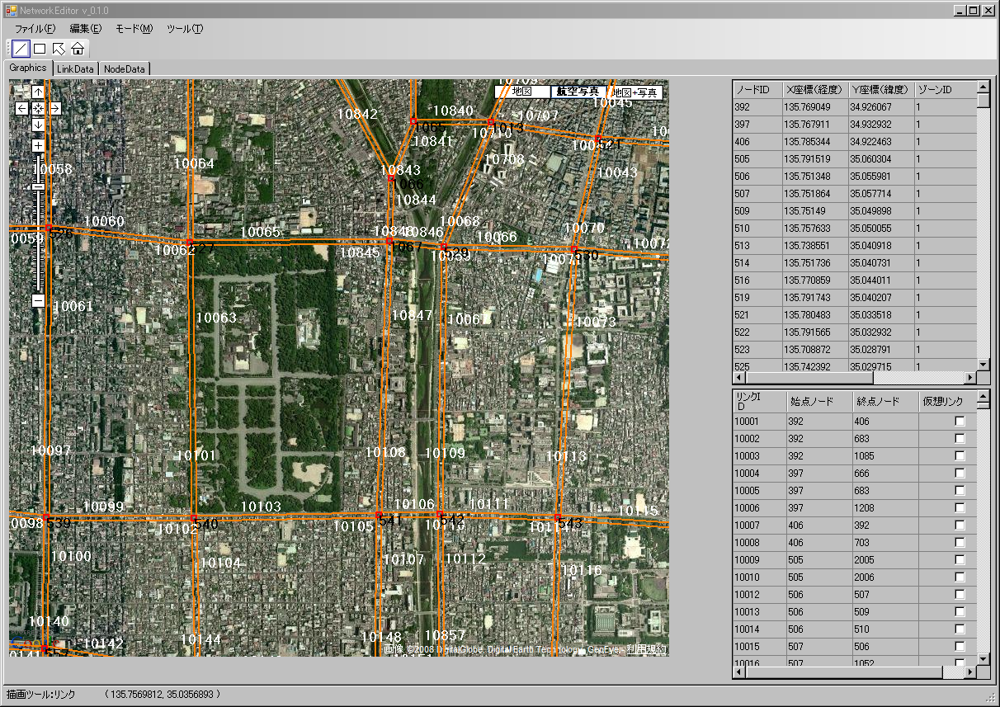 NetworkEditor v_0.1.0
ファイル(F) 編集(E) モード(M) ツール(T)
Graphics LinkData NodeData
地図 航空写真 地図+写真
10842 10840 10707 10045
1065 1073 10710 521
10841
10708
10058 10064 10843 10043
1066
10844
10060 10065 10068 10070
10846 10066
10059 526 10062 527 10845 1067 529 530
10061 10063 10847 10073
10097 10101 10108 10109 10113
10099 10103 10106 10111 10115
0098 539 10102 540 10105 541 542 543
10100 10104 10107 10112 10116
10140 10142 10144 10148 10857
画像 ©2008 DigitalGlobe, Digital Earth Technology, GeoEye - 利用規約
ノードID X座標(経度) Y座標(緯度) ゾーンID
392 135.769049 34.926067 1
397 135.767911 34.932932 1
406 135.785344 34.922463 1
505 135.791519 35.060304 1
506 135.751348 35.055981 1
507 135.751864 35.057714 1
509 135.75149 35.049898 1
510 135.757633 35.050055 1
513 135.738551 35.040918 1
514 135.751736 35.040731 1
516 135.770859 35.044011 1
519 135.791743 35.040207 1
521 135.780483 35.033518 1
522 135.791565 35.032932 1
523 135.708872 35.028791 1
525 135.742392 35.029715 1
リンクI
D 始点ノード 終点ノード 仮想リンク
10001 392 406
10002 392 683
10003 392 1085
10004 397 666
10005 397 683
10006 397 1208
10007 406 392
10008 406 703
10009 505 2005
10010 505 2006
10012 506 507
10013 506 509
10014 506 510
10015 507 506
10016 507 1052
描画ツール:リンク ( 135.7569812, 35.0356893 )